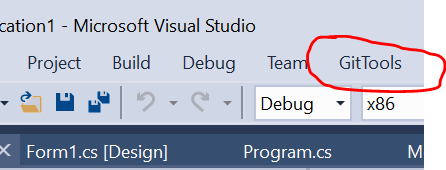 cation1 - Microsoft Visual Studio
Project Build Debug Team GitTools
Debug x86
Form1.cs [Design] Program.cs M